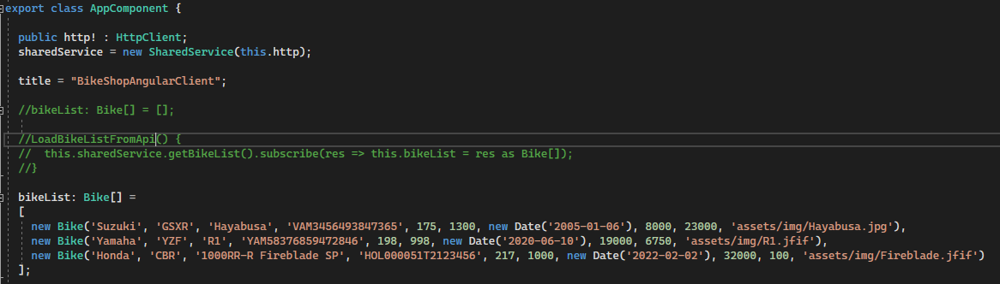 export class AppComponent {
public http! : HttpClient;
sharedService = new SharedService(this.http);
title = "BikeShopAngularClient";
//bikeList: Bike[] = [];
//LoadBikeListFromApi() {
//  this.sharedService.getBikeList().subscribe(res => this.bikeList = res as Bike[]);
//}
bikeList: Bike[] =
[
new Bike('Suzuki', 'GSXR', 'Hayabusa', 'VAM3456493847365', 175, 1300, new Date('2005-01-06'), 8000, 23000, 'assets/img/Hayabusa.jpg'),
new Bike('Yamaha', 'YZF', 'R1', 'YAM583768594​72846', 198, 998, new Date('2020-06-10'), 19000, 6750, 'assets/img/R1.jfif'),
new Bike('Honda', 'CBR', '1000RR-R Fireblade SP', 'HOL000051T2123456', 217, 1000, new Date('2022-02-02'), 32000, 100, 'assets/img/Fireblade.jfif')
];